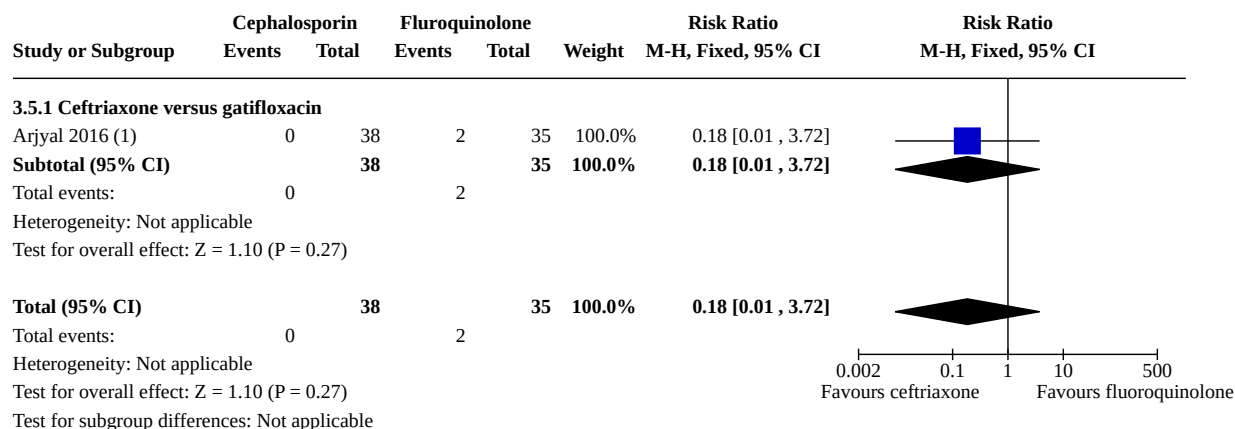 Cephalosporin Fluroquinolone Risk Ratio Risk Ratio
Study or Subgroup Events Total Events Total Weight M-H, Fixed, 95% CI M-H, Fixed, 95% CI
3.5.1 Ceftriaxone versus gatifloxacin
Arjyal 2016 (1) 0 38 2 35 100.0% 0.18 [0.01 , 3.72]
Subtotal (95% CI) 38 35 100.0% 0.18 [0.01 , 3.72]
Total events: 0 2
Heterogeneity: Not applicable
Test for overall effect: Z = 1.10 (P = 0.27)
Total (95% CI) 38 35 100.0% 0.18 [0.01 , 3.72]
Total events: 0 2
Heterogeneity: Not applicable
0.002 0.1 1 10 500
Test for overall effect: Z = 1.10 (P = 0.27) Favours ceftriaxone Favours fluoroquinolone
Test for subgroup differences: Not applicable